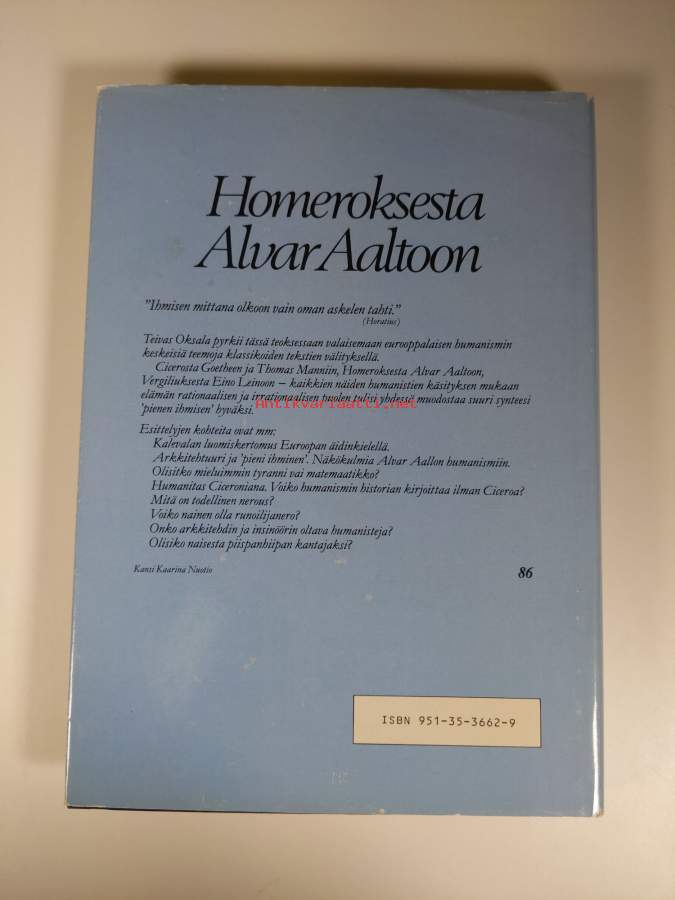 Homeroksesta
Alvar Aaltoon
"Ihmisen mittana olkoon vain oman askelen tahti."
(Horatius)
Teivas Oksala pyrkii tässä teoksessaan valaisemaan eurooppalaisen humanismin
keskeisiä teemoja klassikoiden tekstien välityksellä.
Cicerosta Goetheen ja Thomas Manniin, Homeroksesta Alvar Aaltoon,
Vergiliuksesta Eino Leinoon – kaikkien näiden humanistien käsityksen mukaan
elämän rationaalisen ja irrationaalisen puolen tulisi yhdessä muodostaa suuri synteesi
'pienen ihmisen' hyväksi.
Antikvariaatti.net
Esittelyjen kohteita ovat mm:
Kalevalan luomiskertomus Euroopan äidinkielellä.
Arkkitehtuuri ja 'pieni ihminen'. Näkökulmia Alvar Aallon humanismiin.
Olisitko mieluimmin tyranni vai matemaatikko?
Humanitas Ciceroniana. Voiko humanismin historian kirjoittaa ilman Ciceroa?
Mitä on todellinen nerous?
Voiko nainen olla runoilijanero?
Onko arkkitehdin ja insinöörin oltava humanisteja?
Olisiko naisesta piispanhiipan kantajaksi?
Kansi Kaarina Nuotio
86
ISBN 951-35-3662-9